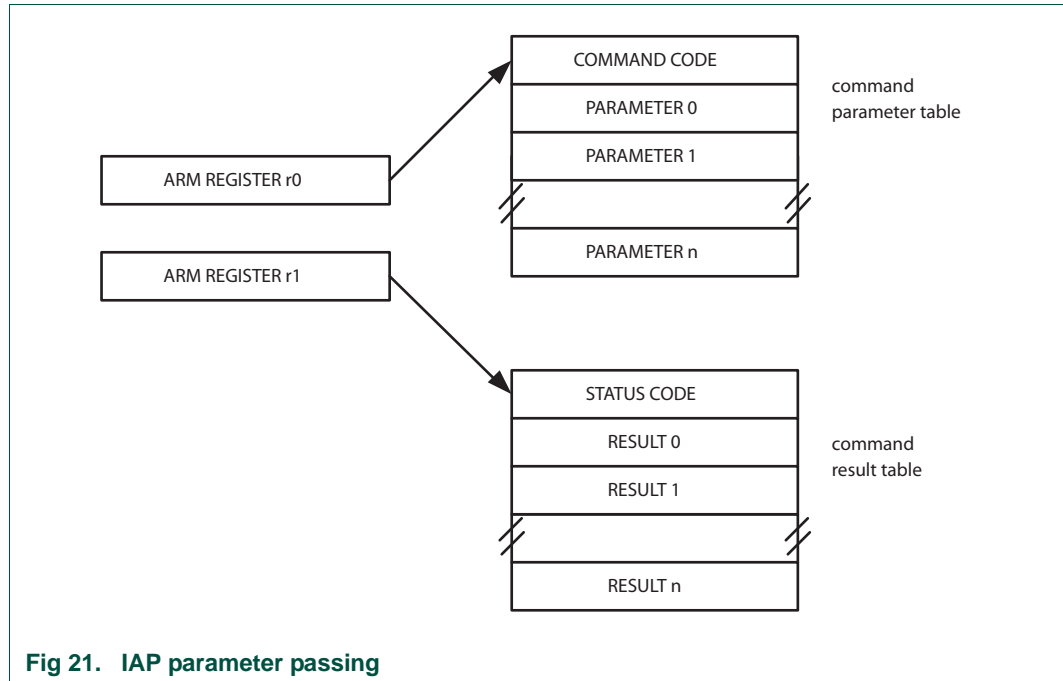 COMMAND CODE
PARAMETER 0
PARAMETER 1
PARAMETER n
command
parameter table
ARM REGISTER r0
ARM REGISTER r1
STATUS CODE
RESULT 0
RESULT 1
RESULT n
command
result table
Fig 21. IAP parameter passing